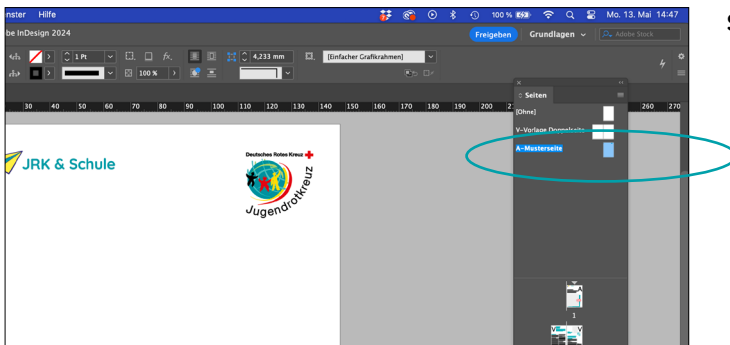 nster Hilfe 100 % Mo. 13. Mai 14:47
be InDesign 2024 Freigeben Grundlagen Adobe Stock
1 Pt fx. 4,233 mm [Einfacher Grafikrahmen]
100 %
30 40 50 60 70 80 90 100 110 120 130 140 150 160 170 180 190 200 2 260 270
Seiten
[Ohne]
V-Vorlage Doppelseite
A-Musterseite
JRK & Schule
Deutsches Rotes Kreuz
Jugendrotkreuz
A
1
V V
S